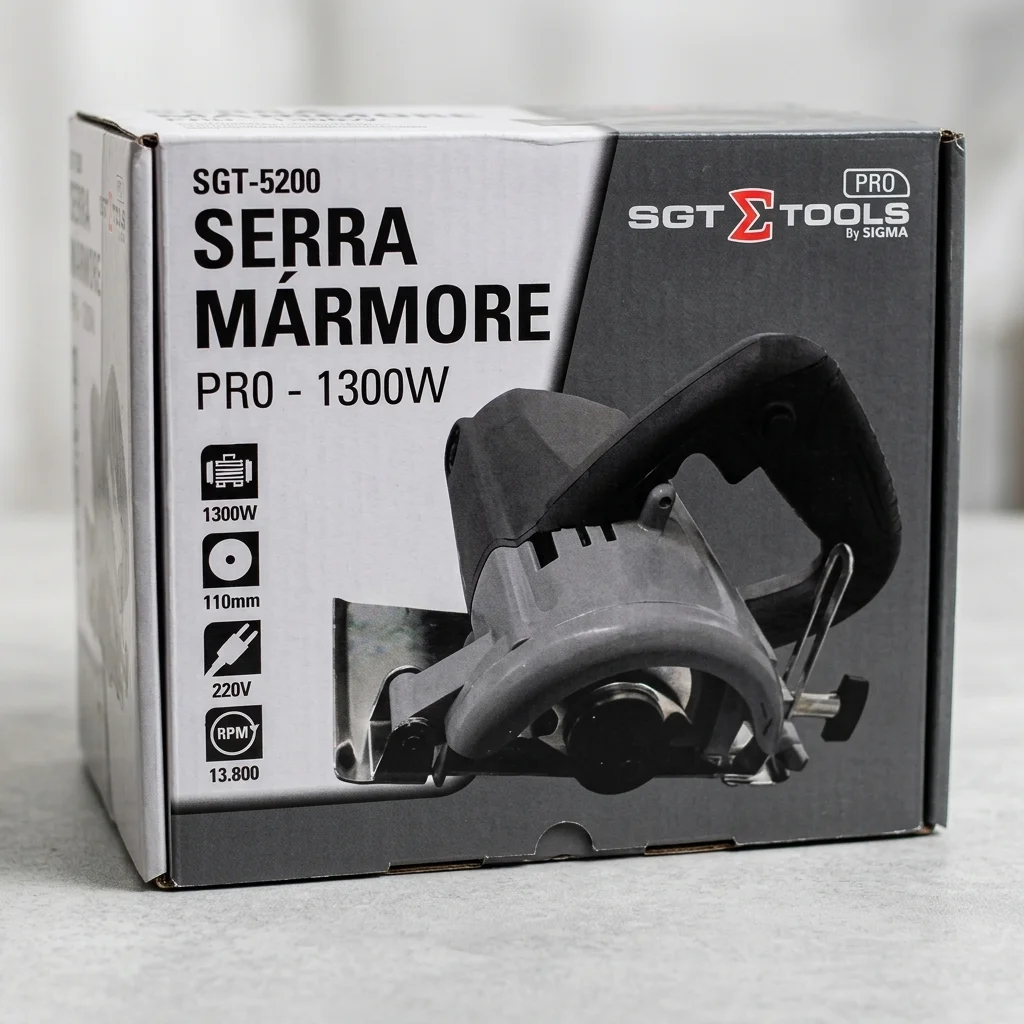 SGT-5200
SERRA
MÁRMORE
PRO - 1300W
1300W
110mm
220V
RPM
13.800
PRO
SGT Σ TOOLS
By SIGMA